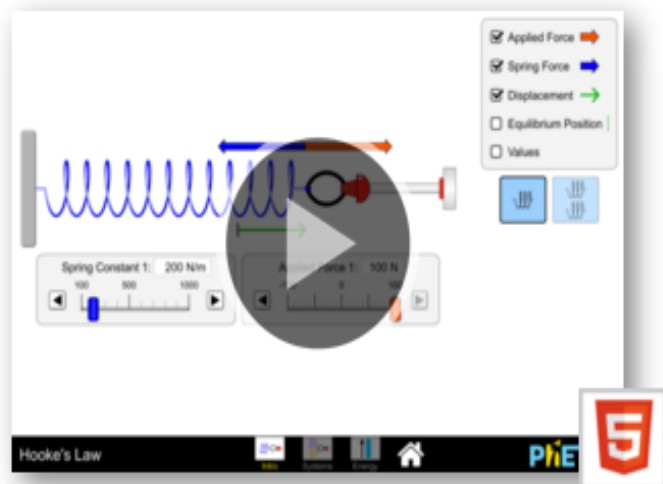 Applied Force
Spring Force
Displacement
Equilibrium Position
Values
Spring Constant 1: 200 N/m
100 500 1000
Applied Force 1: 100 N
0 100
Hooke's Law
Intro Systems Energy
PhET
5